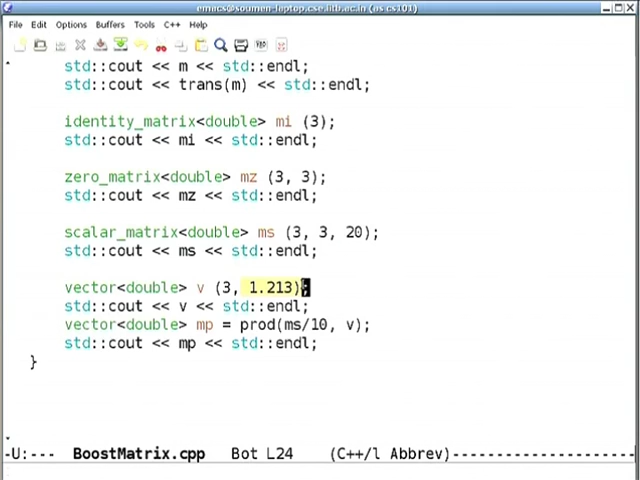 emacs@soumen-laptop.cse.iitb.ac.in (as cs101)
File Edit Options Buffers Tools C++ Help
std::cout << m << std::endl;
std::cout << trans(m) << std::endl;
identity_matrix<double> mi (3);
std::cout << mi << std::endl;
zero_matrix<double> mz (3, 3);
std::cout << mz << std::endl;
scalar_matrix<double> ms (3, 3, 20);
std::cout << ms << std::endl;
vector<double> v (3, 1.213);
std::cout << v << std::endl;
vector<double> mp = prod(ms/10, v);
std::cout << mp << std::endl;
}
-U:--- BoostMatrix.cpp Bot L24 (C++/l Abbrev)--------------------